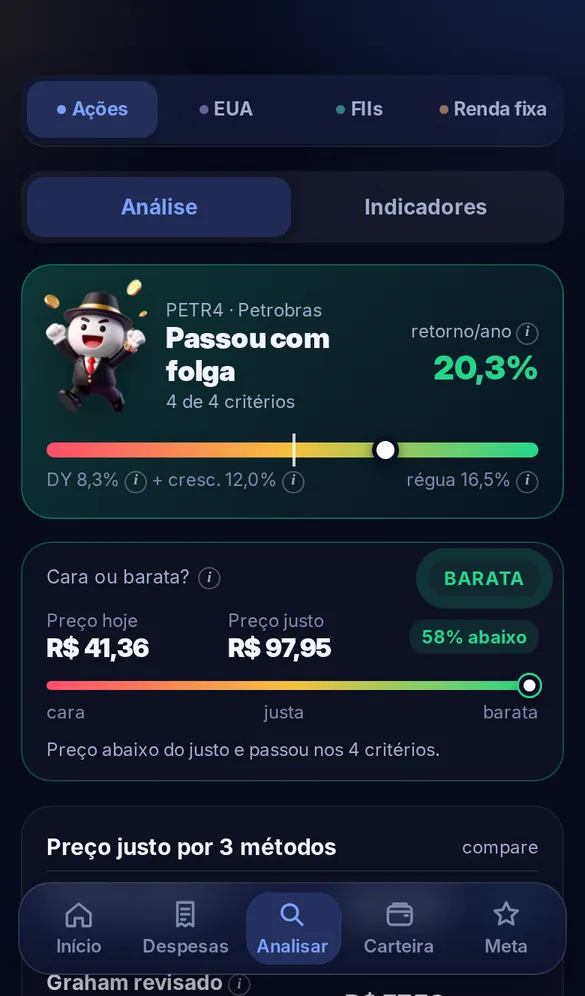 Ações
EUA
FIIs
Renda fixa
Análise
Indicadores
PETR4 · Petrobras
Passou com
folga
4 de 4 critérios
retorno/ano i
20,3%
DY 8,3% i + cresc. 12,0% i
régua 16,5% i
Cara ou barata? i
BARATA
Preço hoje
R$ 41,36
Preço justo
R$ 97,95
58% abaixo
cara
justa
barata
Preço abaixo do justo e passou nos 4 critérios.
Preço justo por 3 métodos
compare
Início
Despesas
Analisar
Carteira
Meta
Graham revisado i